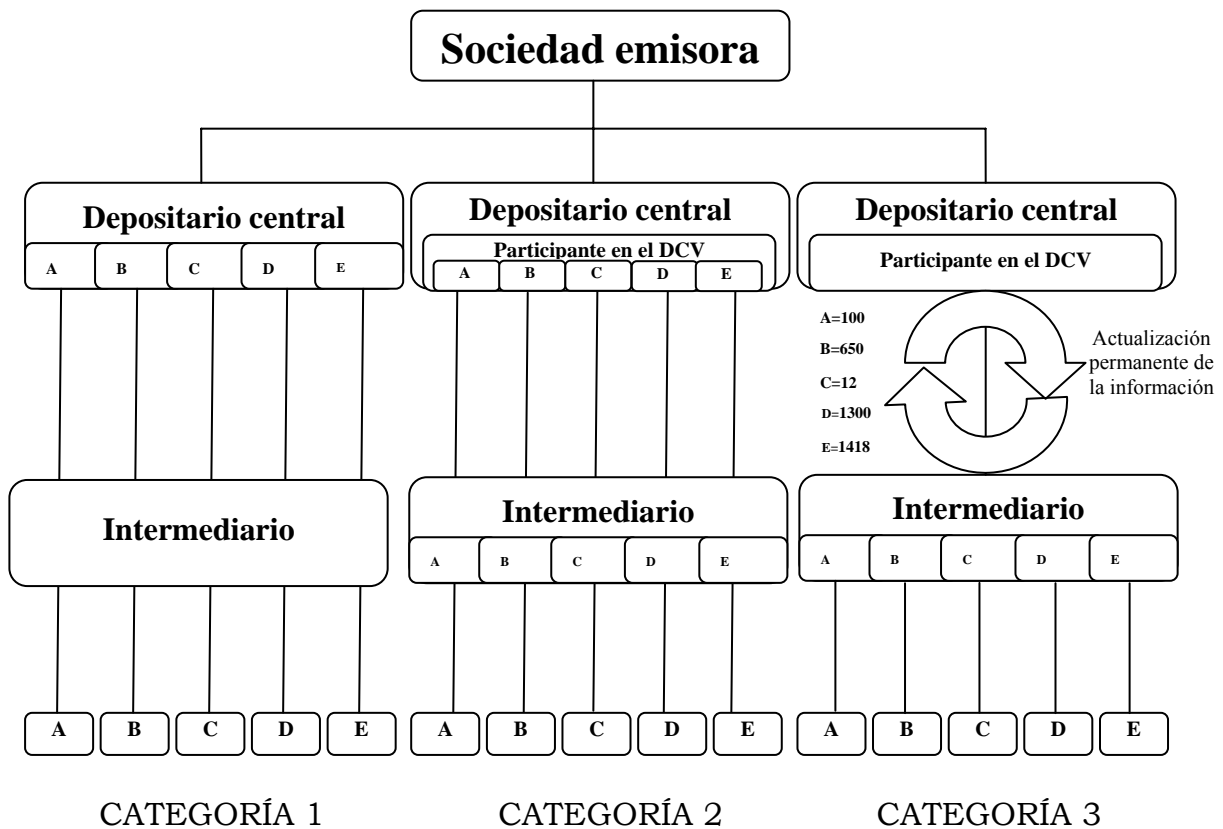 Sociedad emisora
Depositario central
A B C D E
Intermediario
A B C D E
CATEGORÍA 1
Depositario central
Participante en el DCV
A B C D E
Intermediario
A B C D E
A B C D E
CATEGORÍA 2
Depositario central
Participante en el DCV
A=100
B=650
C=12
D=1300
E=1418
Actualización
permanente de
la información
Intermediario
A B C D E
A B C D E
CATEGORÍA 3